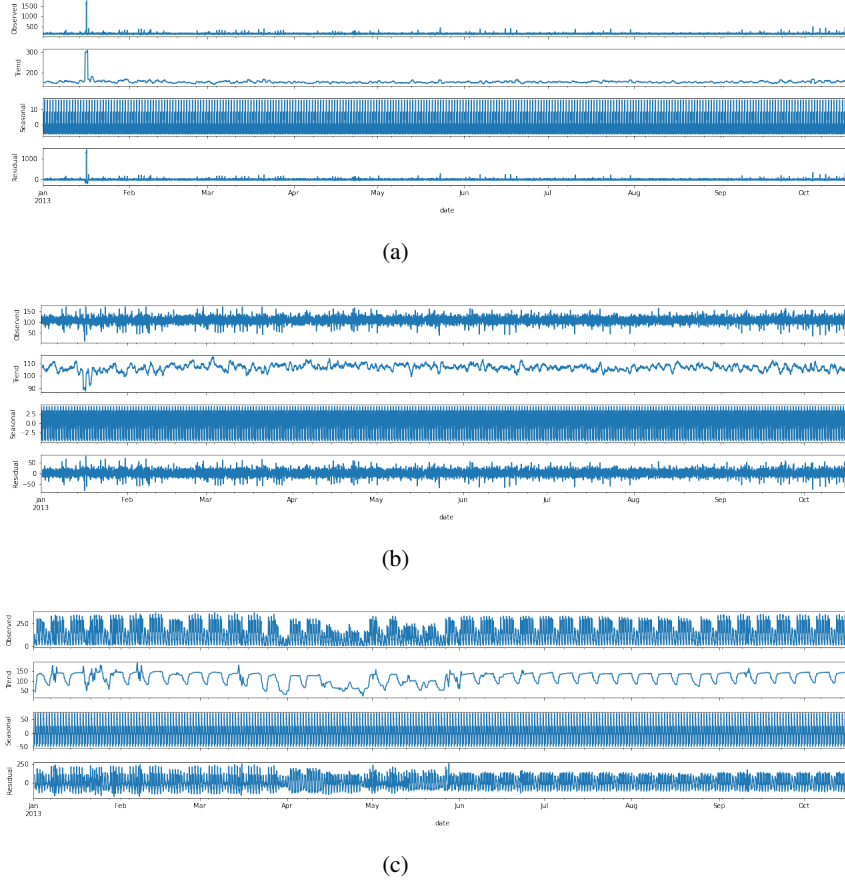 Observed
1500
1000
500
Trend
300
200
Seasonal
10
0
Residual
1000
0
Jan
2013
Feb
Mar
Apr
May
Jun
Jul
Aug
Sep
Oct
date
(a)
Observed
150
100
50
Trend
110
90
Seasonal
2.5
0.0
−2.5
Residual
50
0
−50
Jan
2013
Feb
Mar
Apr
May
Jun
Jul
Aug
Sep
Oct
date
(b)
Observed
250
0
Trend
150
100
50
Seasonal
50
0
−50
Residual
250
0
Jan
2013
Feb
Mar
Apr
May
Jun
Jul
Aug
Sep
Oct
date
(c)